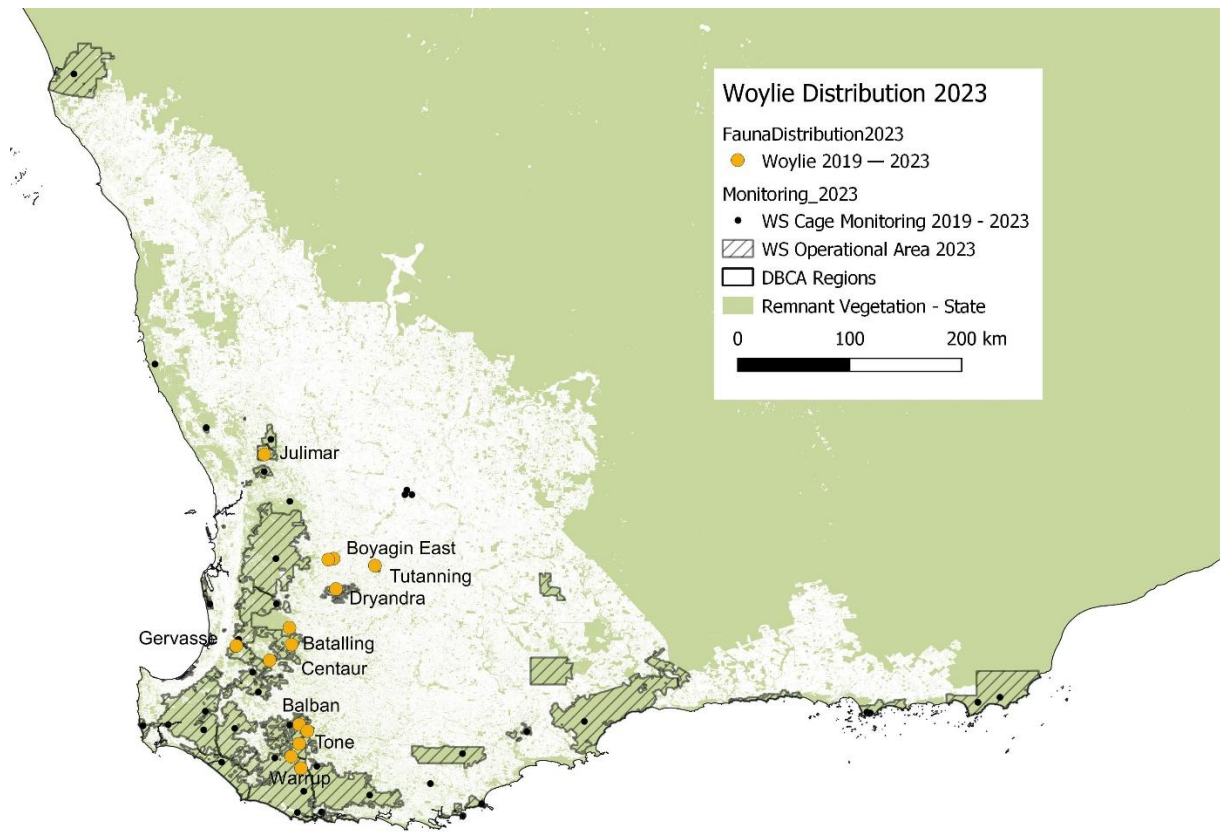 Woylie Distribution 2023
FaunaDistribution2023
Woylie 2019 — 2023
Monitoring_2023
WS Cage Monitoring 2019 - 2023
WS Operational Area 2023
DBCA Regions
Remnant Vegetation - State
0 100 200 km
Julimar
Boyagin East
Tutanning
Dryandra
Gervasse
Batalling
Centaur
Balban
Tone
Warrup